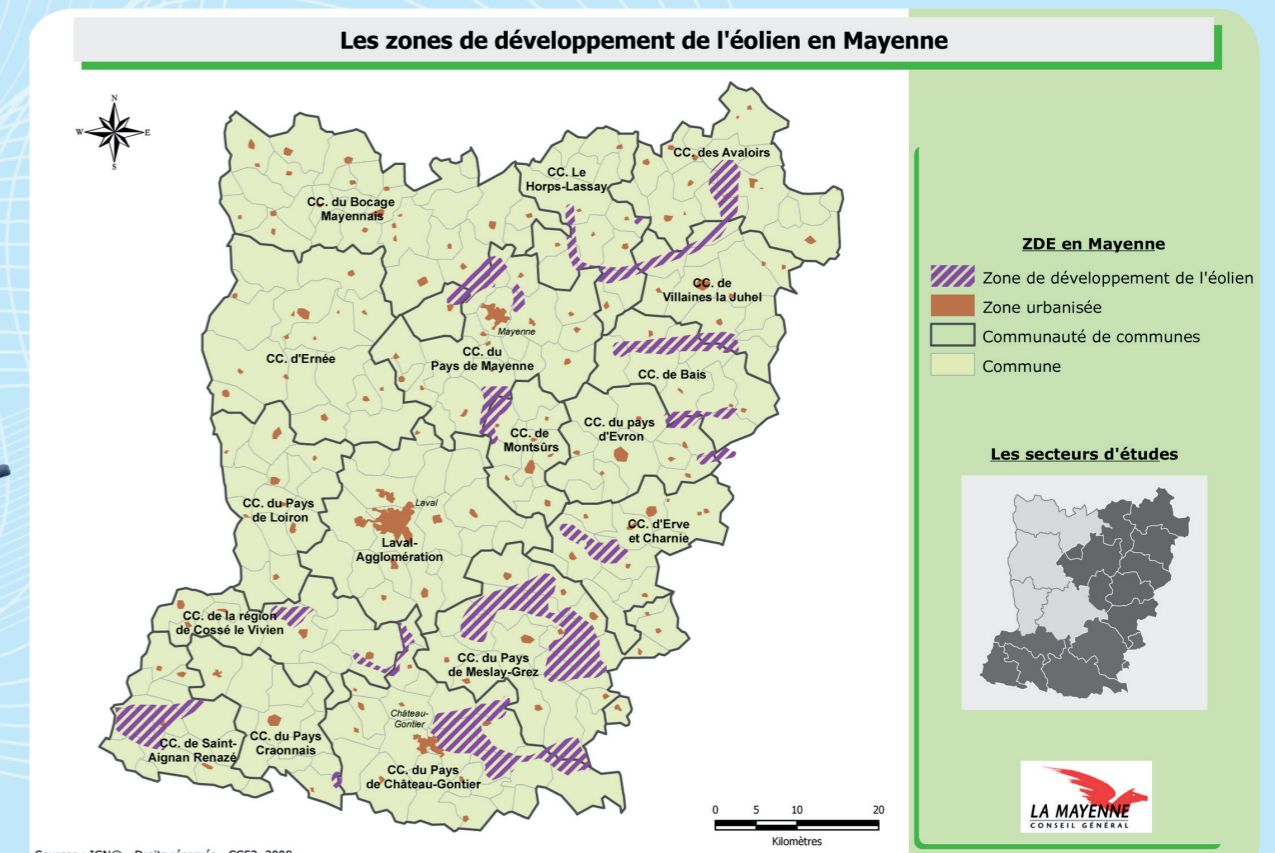 Les zones de développement de l'éolien en Mayenne
N
W
E
S
CC. des Avaloirs
CC. Le
Horps-Lassay
CC. du Bocage
Mayennais
CC. de
Villaines la Juhel
Mayenne
CC. d'Ernée
CC. du
Pays de Mayenne
CC. de Bais
CC. de
Montsûrs
CC. du pays
d'Evron
CC. du Pays
de Loiron
Laval
Laval-
Agglomération
CC. d'Erve
et Charnie
CC. de la région
de Cossé le Vivien
CC. du Pays
de Meslay-Grez
Château-
Gontier
CC. de Saint-
Aignan Renazé
CC. du Pays
Craonnais
CC. du Pays
de Château-Gontier
0 5 10 20
Kilomètres
ZDE en Mayenne
Zone de développement de l'éolien
Zone urbanisée
Communauté de communes
Commune
Les secteurs d'études
LA MAYENNE
CONSEIL GÉNÉRAL